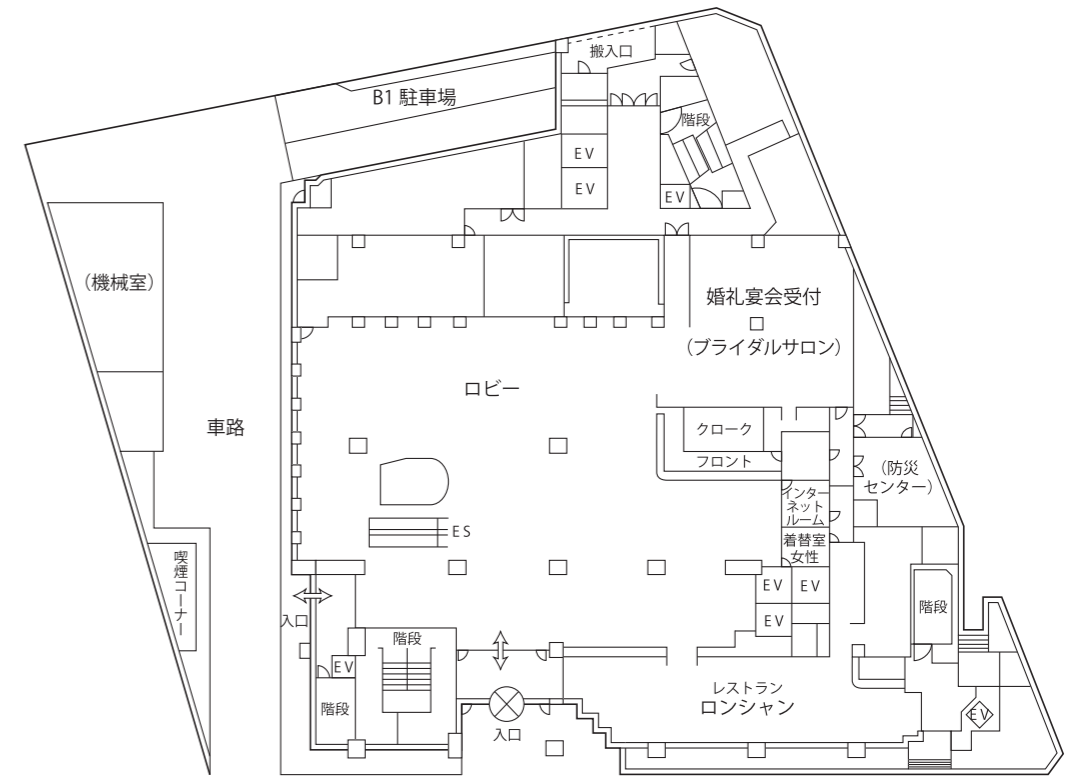 搬入口
B1 駐車場
階段
EV
EV
EV
(機械室)
婚礼宴会受付
(ブライダルサロン)
ロビー
車路
クローク
フロント
(防災
センター)
インター
ネット
ルーム
ES
着替室
女性
喫煙コーナー
EV
EV
EV
階段
入口
階段
EV
階段
レストラン
ロンシャン
EV
入口